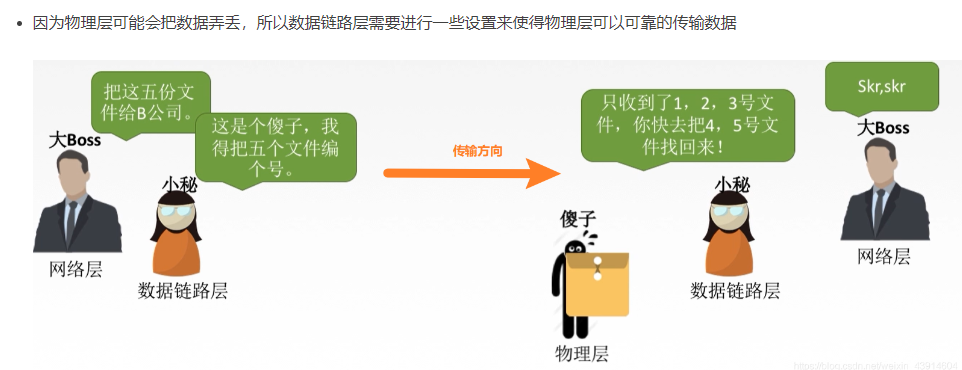 因为物理层可能会把数据弄丢，所以数据链路层需要进行一些设置来使得物理层可以可靠的传输数据
把这五份文
件给B公司。
大Boss
这是个傻子，我
得把五个文件编
个号。
小秘
网络层
数据链路层
传输方向
只收到了1，2，3号文
件，你快去把4，5号文
件找回来！
小秘
傻子
物理层
数据链路层
Skr,skr
大Boss
网络层
https://blog.csdn.net/weixin_43914604